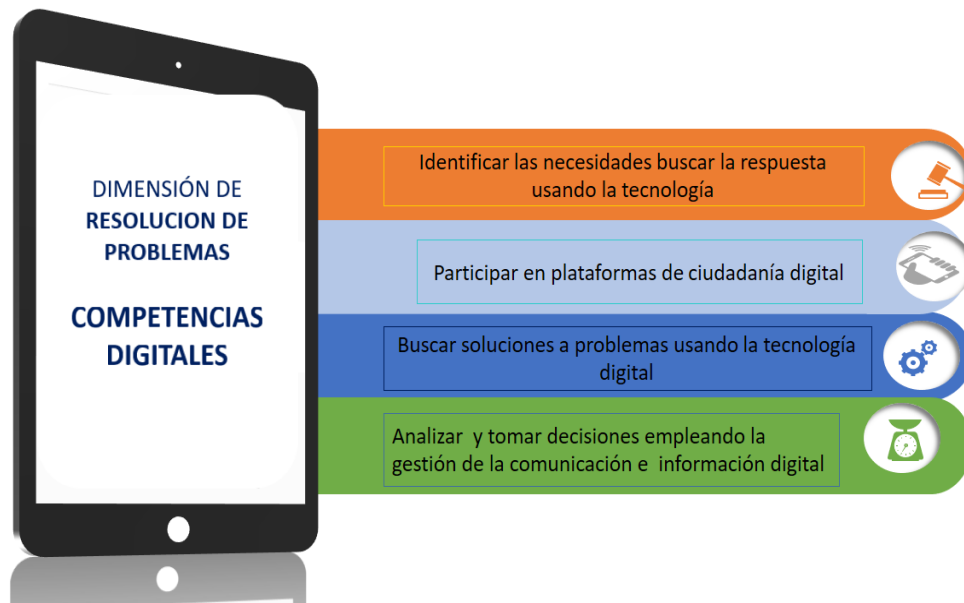 DIMENSIÓN DE
RESOLUCION DE
PROBLEMAS
COMPETENCIAS
DIGITALES
Identificar las necesidades buscar la respuesta
usando la tecnología
Participar en plataformas de ciudadanía digital
Buscar soluciones a problemas usando la tecnología
digital
Analizar y tomar decisiones empleando la
gestión de la comunicación e información digital